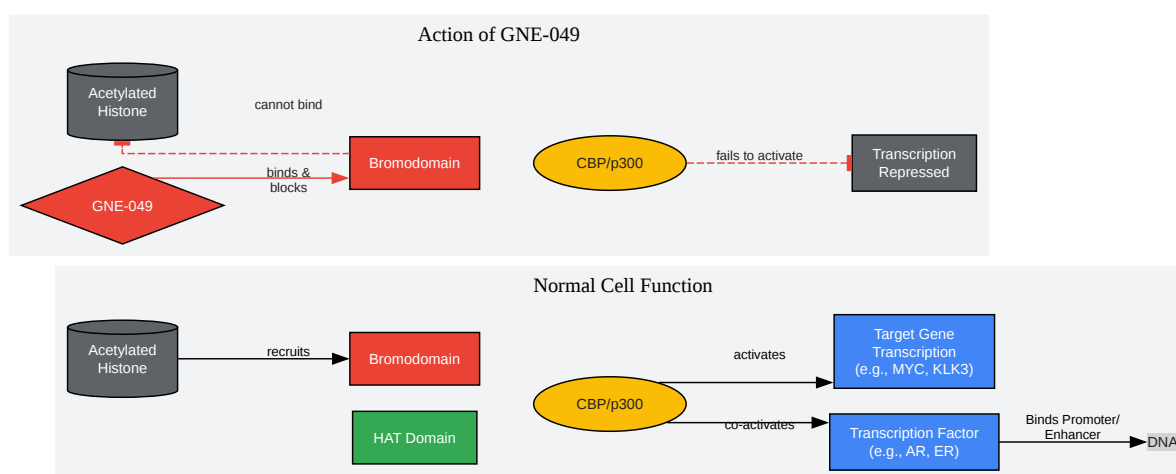 Action of GNE-049
Acetylated
Histone
cannot bind
Bromodomain
binds &
blocks
GNE-049
CBP/p300
fails to activate
Transcription
Repressed
Normal Cell Function
Acetylated
Histone
recruits
Bromodomain
HAT Domain
CBP/p300
activates
Target Gene
Transcription
(e.g., MYC, KLK3)
co-activates
Transcription Factor
(e.g., AR, ER)
Binds Promoter/
Enhancer
DNA